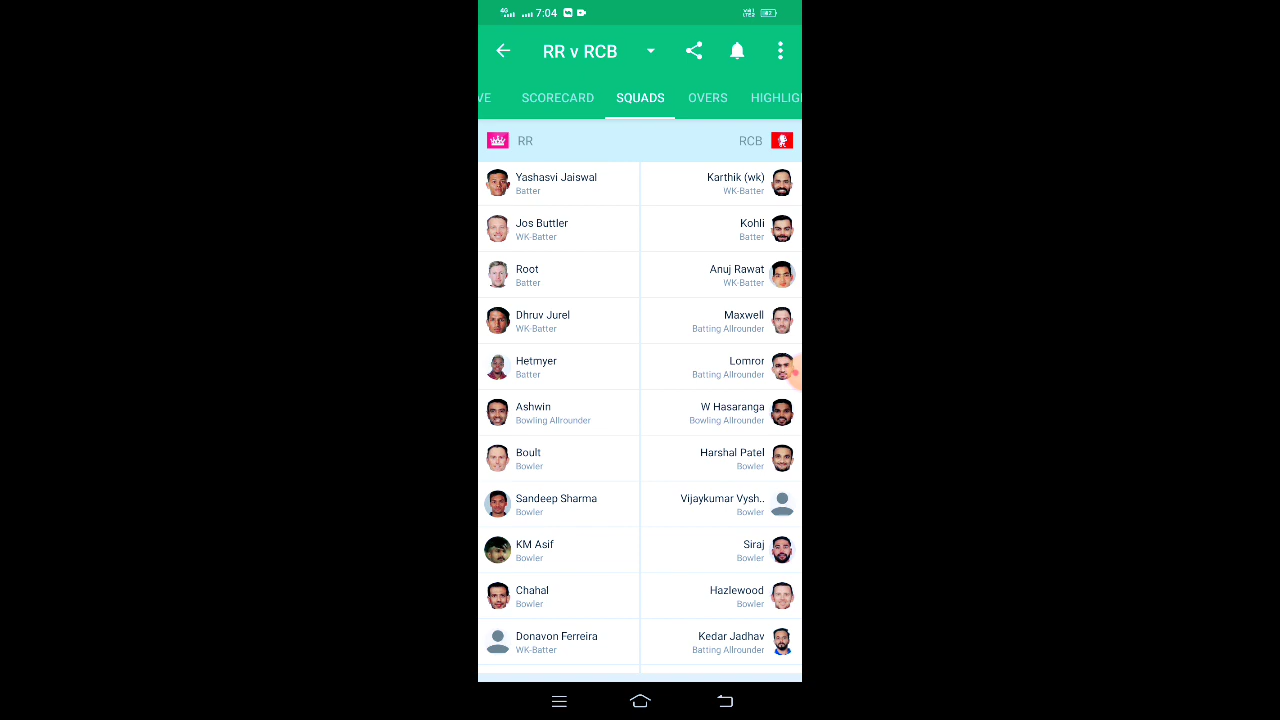 4G 7:04
RR v RCB
VE SCORECARD SQUADS OVERS HIGHLIG
RR RCB
Yashasvi Jaiswal Karthik (wk)
Batter WK-Batter
Jos Buttler Kohli
WK-Batter Batter
Root Anuj Rawat
Batter WK-Batter
Dhruv Jurel Maxwell
WK-Batter Batting Allrounder
Hetmyer Lomror
Batter Batting Allrounder
Ashwin W Hasaranga
Bowling Allrounder Bowling Allrounder
Boult Harshal Patel
Bowler Bowler
Sandeep Sharma Vijaykumar Vysh..
Bowler Bowler
KM Asif Siraj
Bowler Bowler
Chahal Hazlewood
Bowler Bowler
Donavon Ferreira Kedar Jadhav
WK-Batter Batting Allrounder